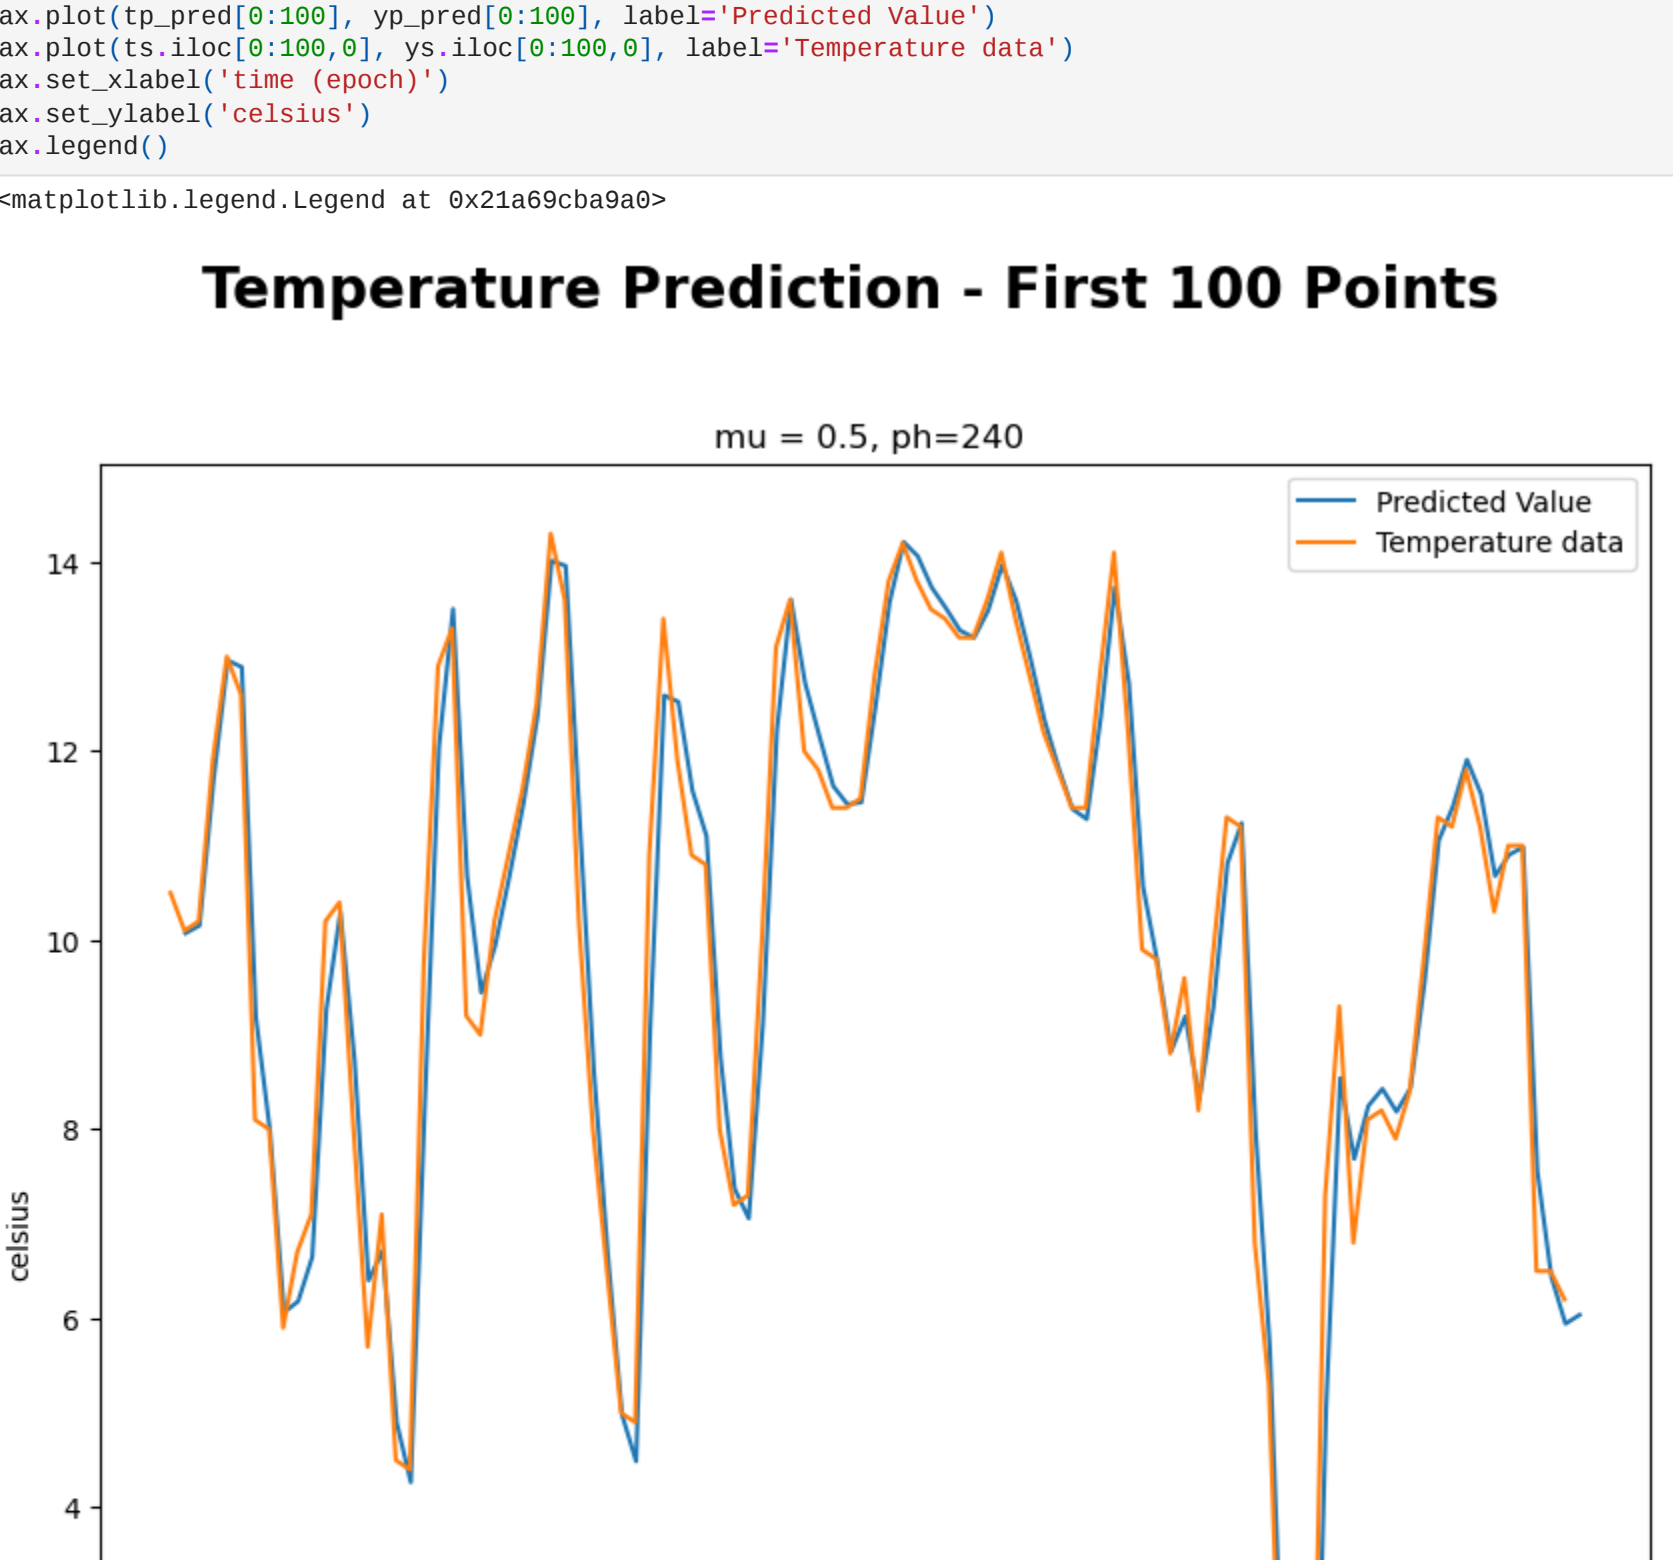 ax.plot(tp_pred[0:100], yp_pred[0:100], label='Predicted Value')
ax.plot(ts.iloc[0:100,0], ys.iloc[0:100,0], label='Temperature data')
ax.set_xlabel('time (epoch)')
ax.set_ylabel('celsius')
ax.legend()
<matplotlib.legend.Legend at 0x21a69cba9a0>
Temperature Prediction - First 100 Points
mu = 0.5, ph=240
Predicted Value
Temperature data
14
12
10
8
6
4
celsius